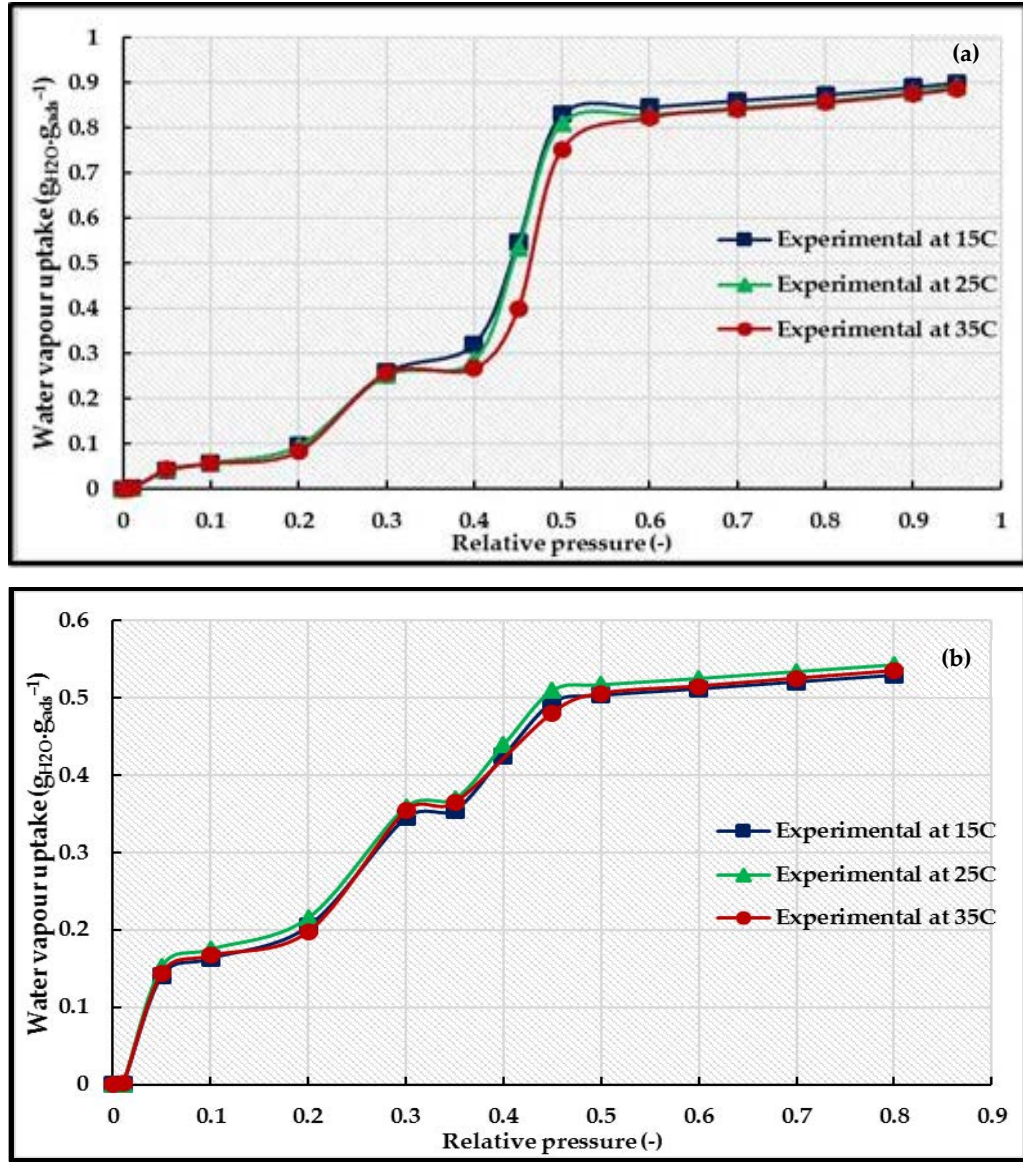 (a)
Water vapour uptake (gH2O.gads⁻¹)
1
0.9
0.8
0.7
0.6
0.5
0.4
0.3
0.2
0.1
0
Experimental at 15C
Experimental at 25C
Experimental at 35C
0 0.1 0.2 0.3 0.4 0.5 0.6 0.7 0.8 0.9 1
Relative pressure (-)
(b)
Water vapour uptake (gH2O.gads⁻¹)
0.6
0.5
0.4
0.3
0.2
0.1
0
Experimental at 15C
Experimental at 25C
Experimental at 35C
0 0.1 0.2 0.3 0.4 0.5 0.6 0.7 0.8 0.9
Relative pressure (-)